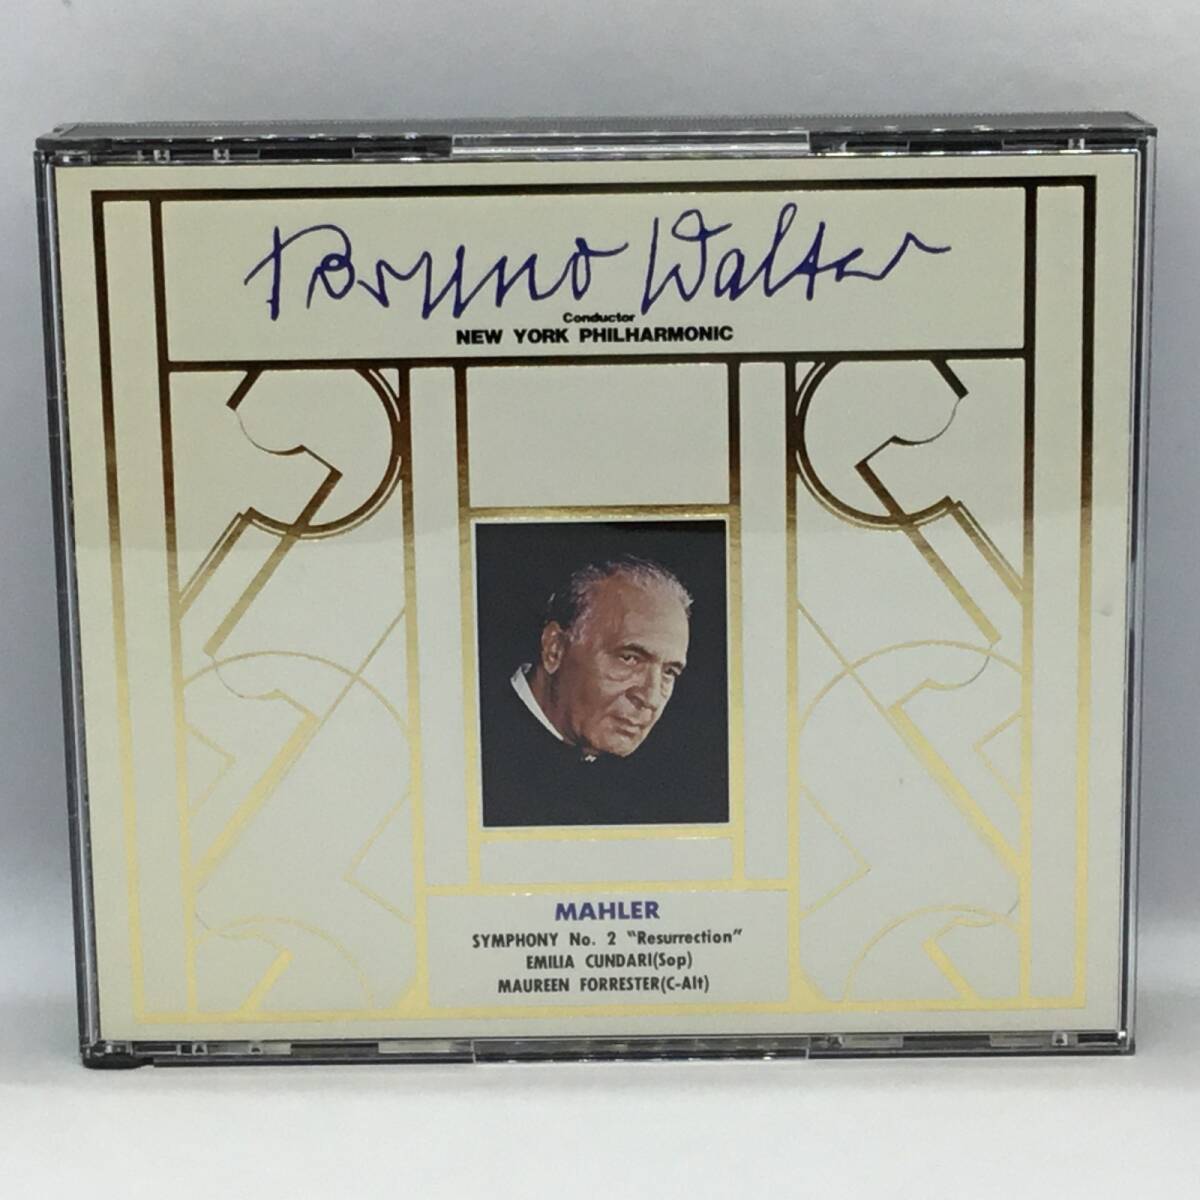 Bruno Walter
Conductor
NEW YORK PHILHARMONIC
MAHLER
SYMPHONY No. 2 "Resurrection"
EMILIA CUNDARI(Sop)
MAUREEN FORRESTER(C-Alt)